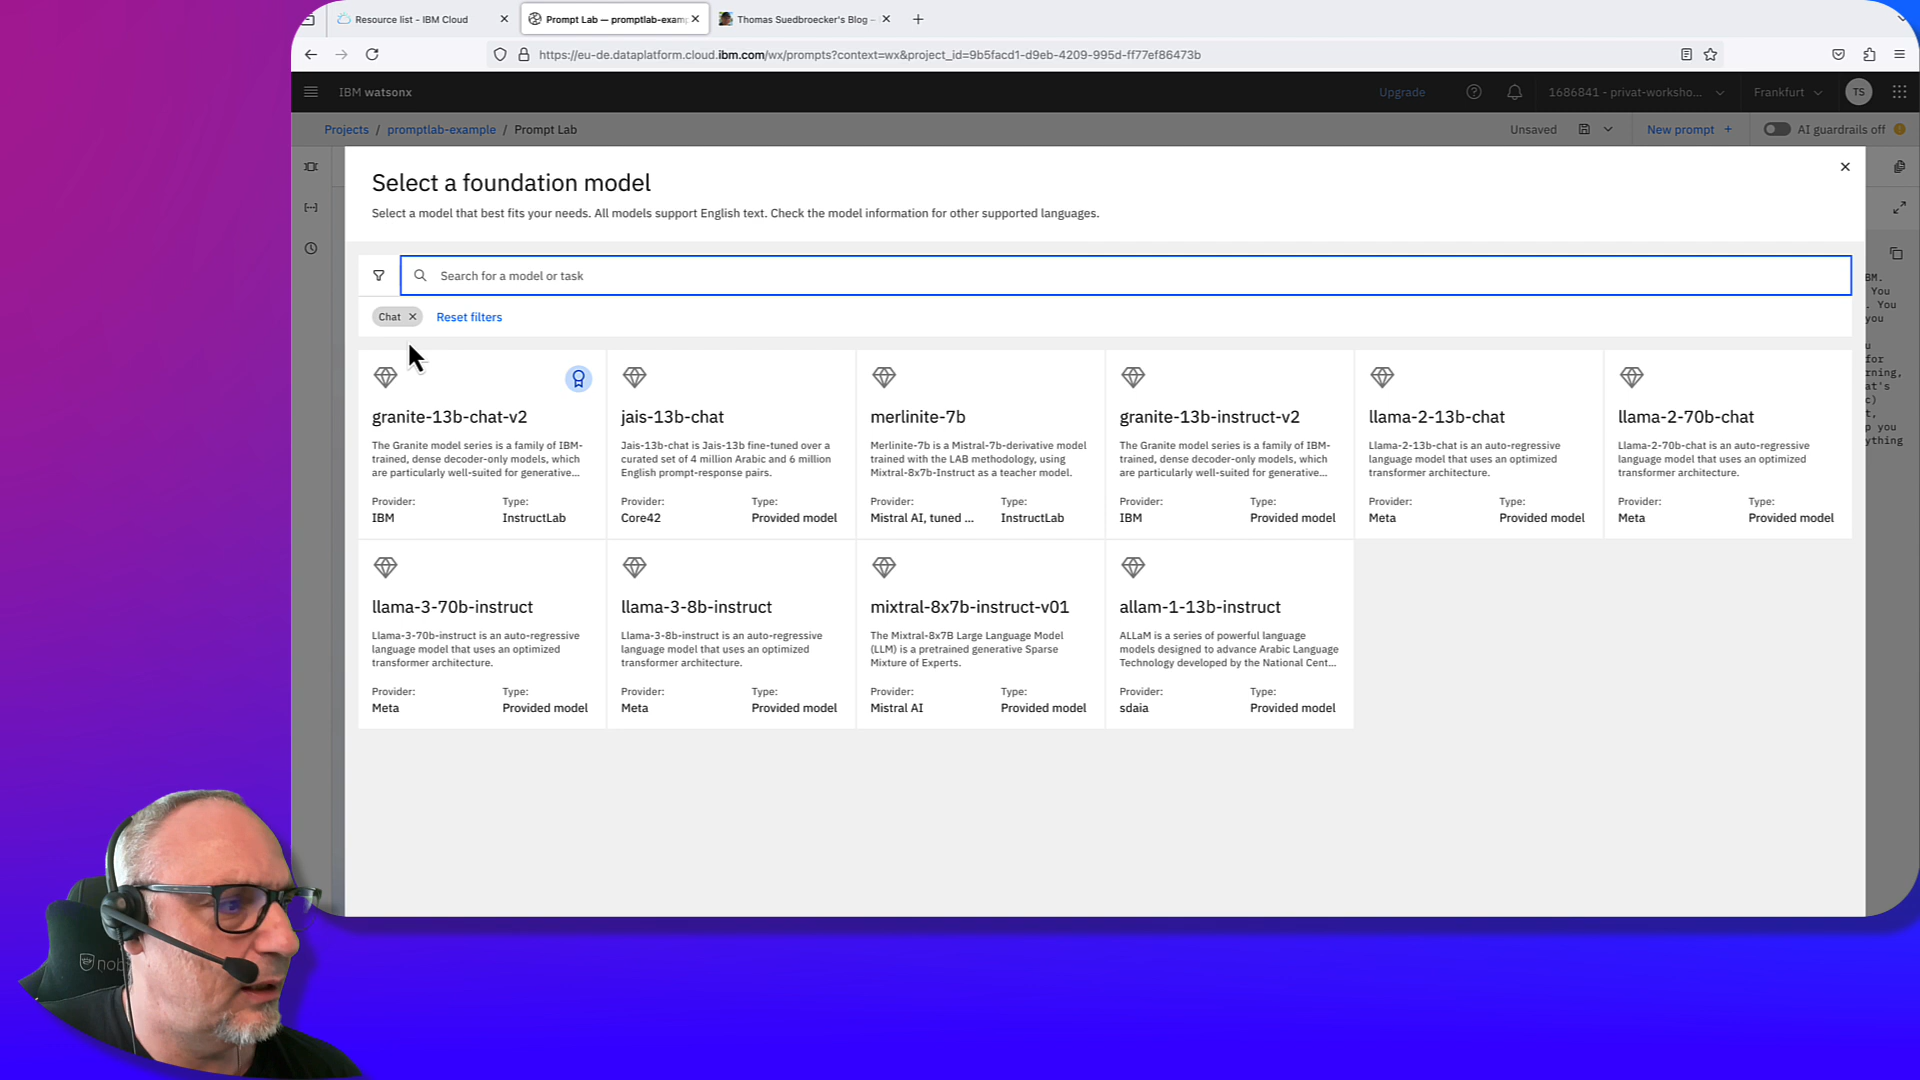 Resource list - IBM Cloud
Prompt Lab — promptlab-exam
Thomas Suedbroecker's Blog –
https://eu-de.dataplatform.cloud.ibm.com/wx/prompts?context=wx&project_id=9b5facd1-d9eb-4209-995d-ff77ef86473b
IBM watsonx
Upgrade
1686841 - privat-worksho...
Frankfurt
TS
Projects / promptlab-example / Prompt Lab
Unsaved
New prompt +
AI guardrails off
Select a foundation model
Select a model that best fits your needs. All models support English text. Check the model information for other supported languages.
Search for a model or task
Chat
Reset filters
granite-13b-chat-v2
The Granite model series is a family of IBM-
trained, dense decoder-only models, which
are particularly well-suited for generative...
Provider: Type:
IBM InstructLab
jais-13b-chat
Jais-13b-chat is Jais-13b fine-tuned over a
curated set of 4 million Arabic and 6 million
English prompt-response pairs.
Provider: Type:
Core42 Provided model
merlinite-7b
Merlinite-7b is a Mistral-7b-derivative model
trained with the LAB methodology, using
Mixtral-8x7b-Instruct as a teacher model.
Provider: Type:
Mistral AI, tuned ... InstructLab
granite-13b-instruct-v2
The Granite model series is a family of IBM-
trained, dense decoder-only models, which
are particularly well-suited for generative...
Provider: Type:
IBM Provided model
llama-2-13b-chat
Llama-2-13b-chat is an auto-regressive
language model that uses an optimized
transformer architecture.
Provider: Type:
Meta Provided model
llama-2-70b-chat
Llama-2-70b-chat is an auto-regressive
language model that uses an optimized
transformer architecture.
Provider: Type:
Meta Provided model
llama-3-70b-instruct
Llama-3-70b-instruct is an auto-regressive
language model that uses an optimized
transformer architecture.
Provider: Type:
Meta Provided model
llama-3-8b-instruct
Llama-3-8b-instruct is an auto-regressive
language model that uses an optimized
transformer architecture.
Provider: Type:
Meta Provided model
mixtral-8x7b-instruct-v01
The Mixtral-8x7B Large Language Model
(LLM) is a pretrained generative Sparse
Mixture of Experts.
Provider: Type:
Mistral AI Provided model
allam-1-13b-instruct
ALLaM is a series of powerful language
models designed to advance Arabic Language
Technology developed by the National Cent...
Provider: Type:
sdaia Provided model
BM.
You
. You
you
u
for
rning,
at's
c)
t,
p you
ything